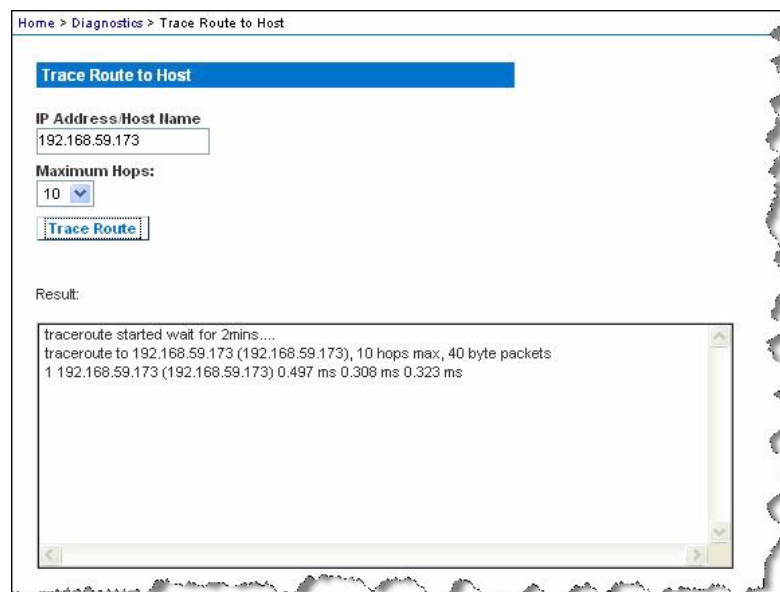 Home > Diagnostics > Trace Route to Host
Trace Route to Host
IP Address/Host Name
192.168.59.173
Maximum Hops:
10
Trace Route
Result:
traceroute started wait for 2mins....
traceroute to 192.168.59.173 (192.168.59.173), 10 hops max, 40 byte packets
1 192.168.59.173 (192.168.59.173) 0.497 ms 0.308 ms 0.323 ms